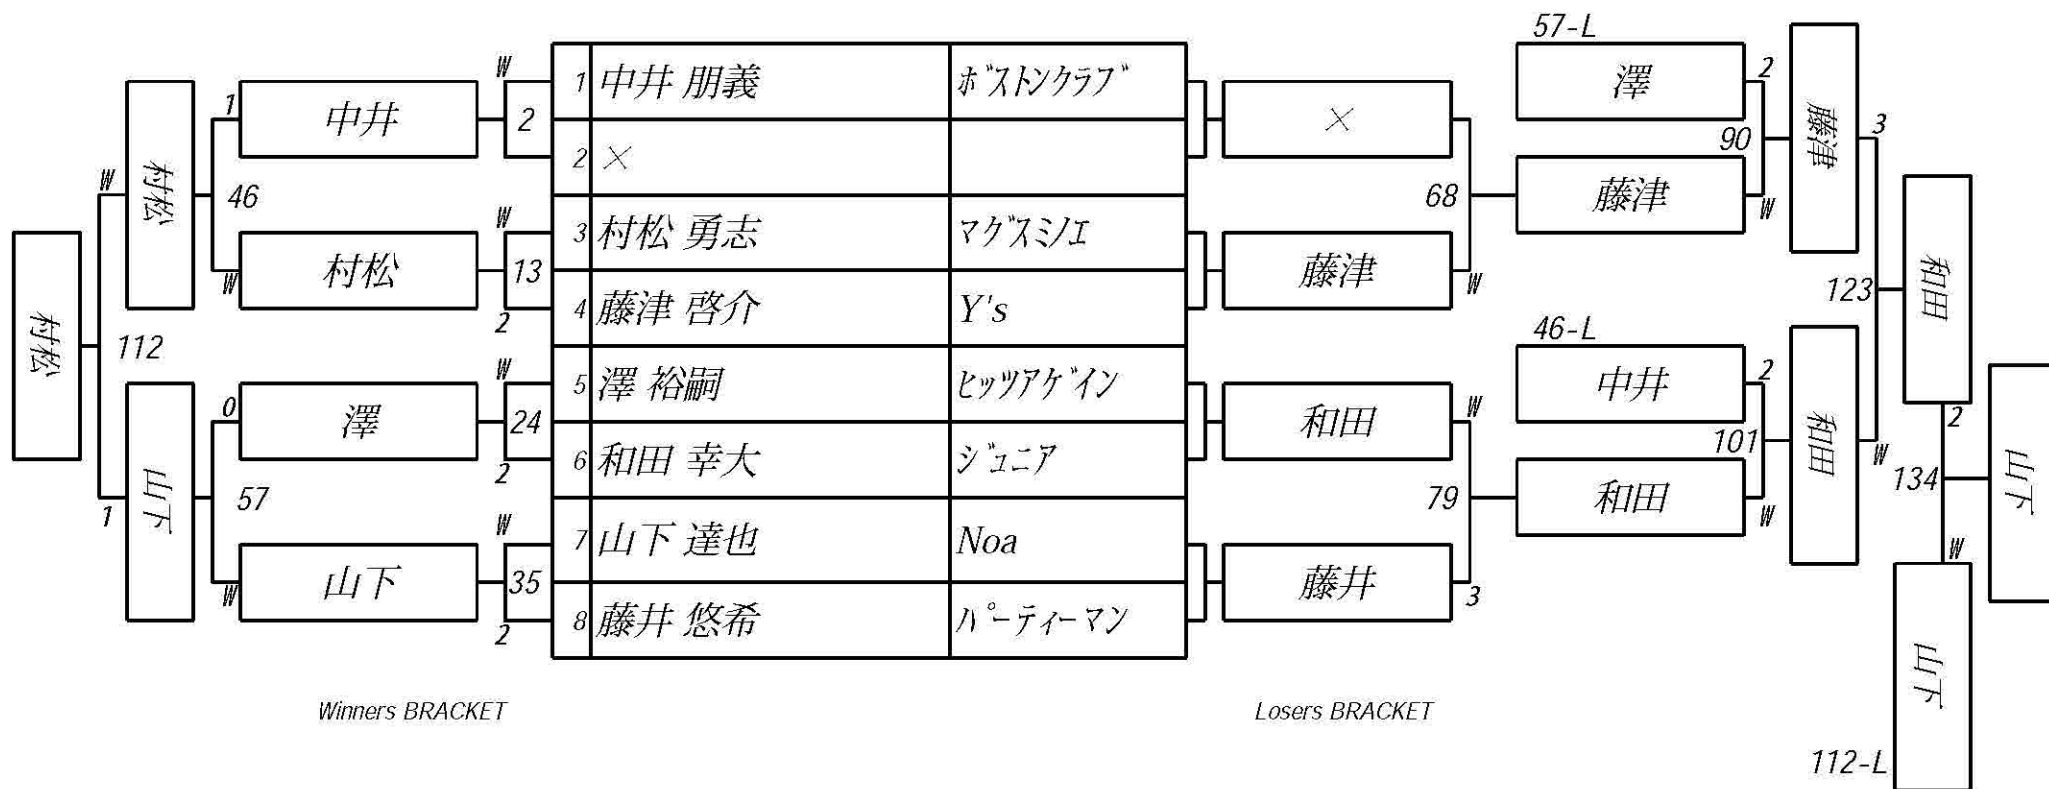 57-L
W
1 中井 朋義 ボストンクラブ
2 ×
3 村松 勇志 マグスミノエ
4 藤津 啓介 Y's
5 澤 裕嗣 ヒッツアゲイン
6 和田 幸大 ジュニア
7 山下 達也 Noa
8 藤井 悠希 パーティーマン
1 中井 2
W 村松 46
W 村松 W 13
2
村松 112
0 澤 W 24
2
1 山下 57
W 山下 W 35
2
×
68
藤津 W
和田 W
79
藤井 3
澤 2
90
藤津 W
藤津 3
123
46-L
中井 2
101
和田 W
和田 W
和田 2
134
山下
W
山下
112-L
Winners BRACKET
Losers BRACKET